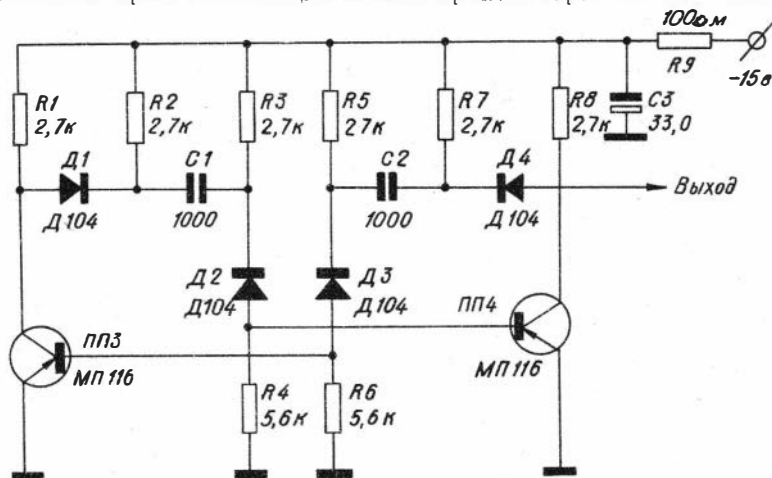 100ом
R9
-15в
R1
2,7к
R2
2,7к
R3
2,7к
R5
27к
R7
2,7к
R8
2,7к
C3
33,0
Д1
Д104
C1
1000
C2
1000
Д4
Д104
Выход
Д2
Д104
Д3
Д104
ПП3
МП116
ПП4
МП116
R4
5,6к
R6
5,6к